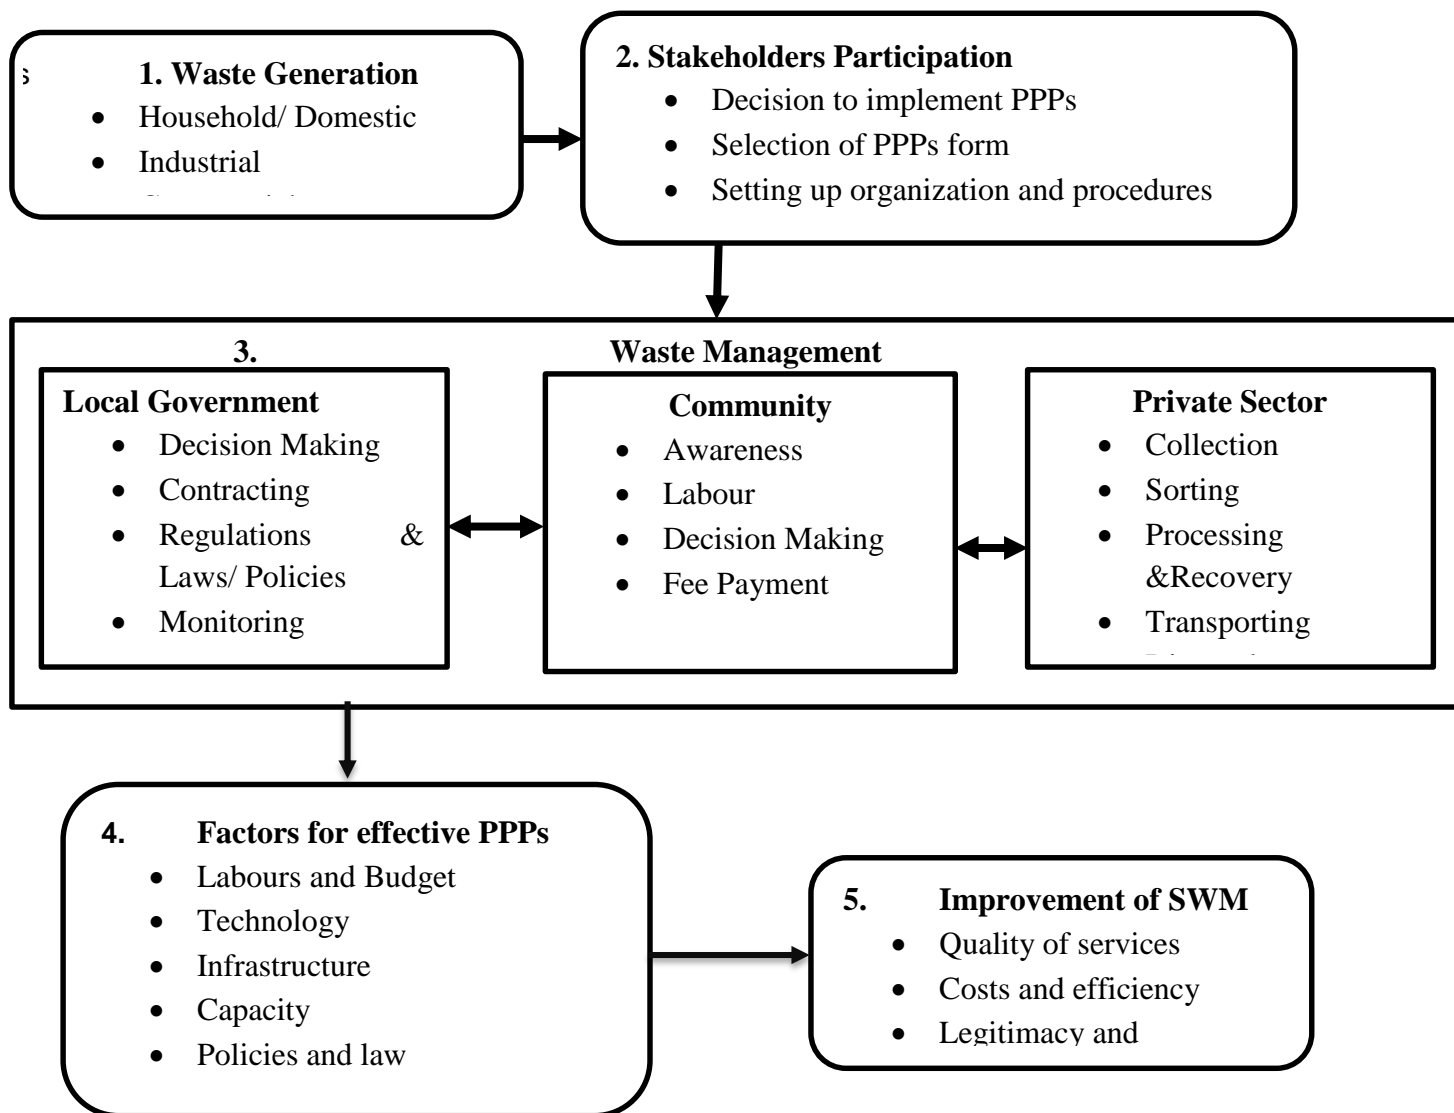 s
1. Waste Generation
• Household/ Domestic
• Industrial
2. Stakeholders Participation
• Decision to implement PPPs
• Selection of PPPs form
• Setting up organization and procedures
3. Waste Management
Local Government
• Decision Making
• Contracting
• Regulations &
Laws/ Policies
• Monitoring
Community
• Awareness
• Labour
• Decision Making
• Fee Payment
Private Sector
• Collection
• Sorting
• Processing
&Recovery
• Transporting
4. Factors for effective PPPs
• Labours and Budget
• Technology
• Infrastructure
• Capacity
• Policies and law
5. Improvement of SWM
• Quality of services
• Costs and efficiency
• Legitimacy and